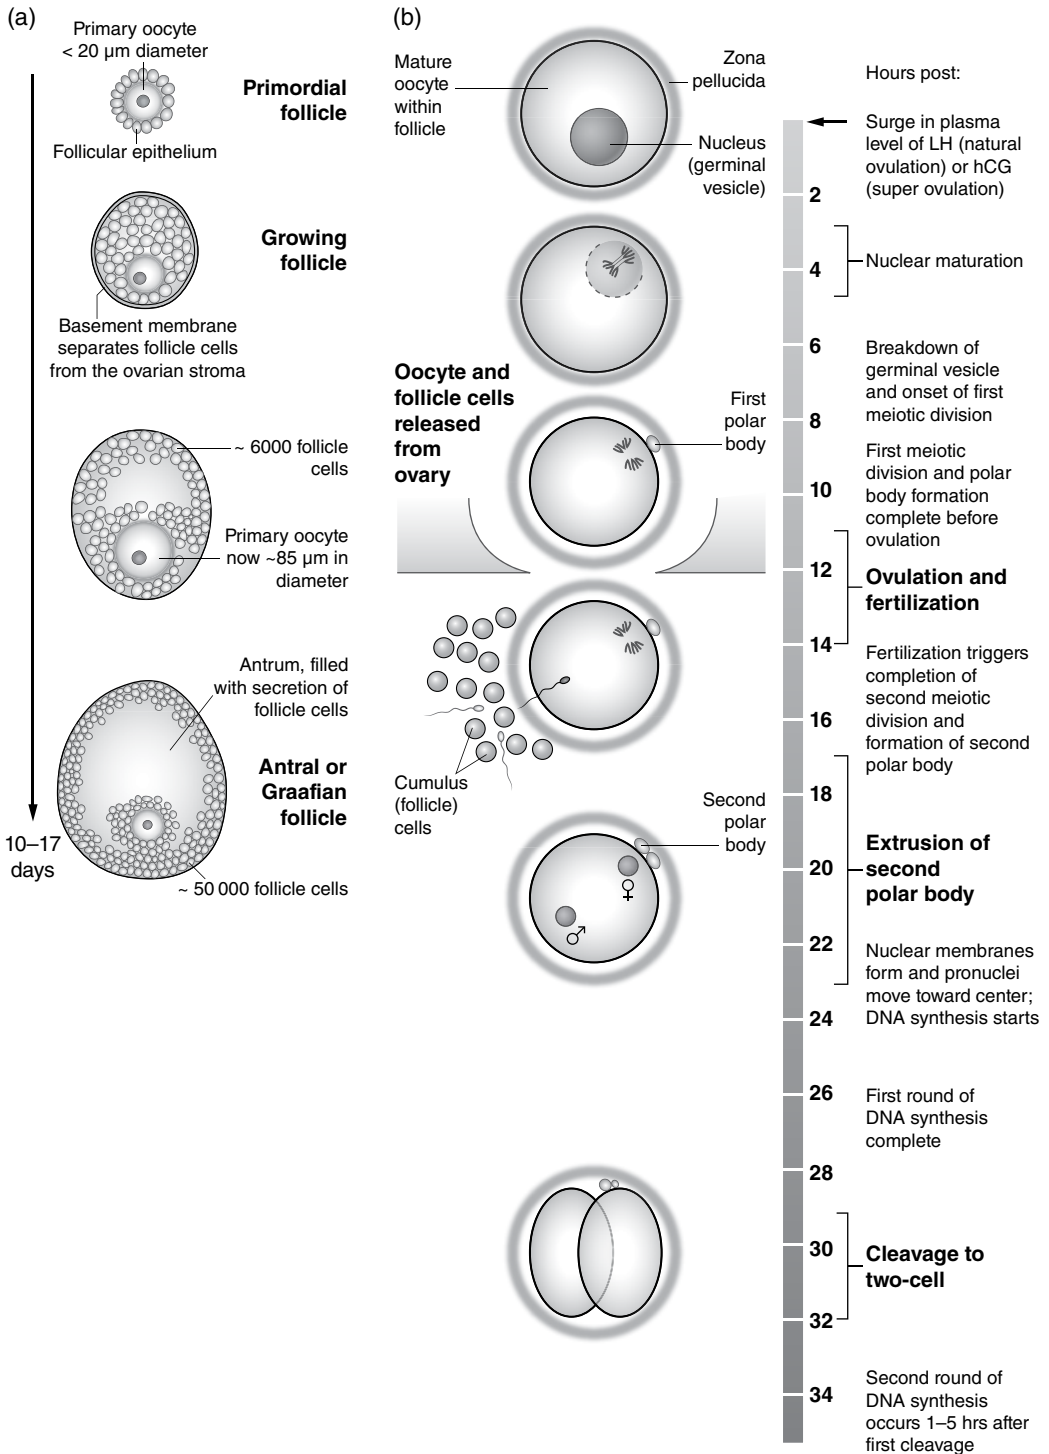 (a)
Primary oocyte
< 20 µm diameter
Primordial
follicle
Follicular epithelium
Growing
follicle
Basement membrane
separates follicle cells
from the ovarian stroma
~ 6000 follicle
cells
Primary oocyte
now ~85 µm in
diameter
Antrum, filled
with secretion of
follicle cells
Antral or
Graafian
follicle
10–17
days
~ 50 000 follicle cells
(b)
Mature
oocyte
within
follicle
Zona
pellucida
Nucleus
(germinal
vesicle)
Oocyte and
follicle cells
released
from
ovary
First
polar
body
Cumulus
(follicle)
cells
Second
polar
body
♀
♂
Hours post:
Surge in plasma
level of LH (natural
ovulation) or hCG
(super ovulation)
2
4
Nuclear maturation
6
Breakdown of
germinal vesicle
and onset of first
meiotic division
8
First meiotic
division and polar
body formation
complete before
ovulation
10
12
Ovulation and
fertilization
14
Fertilization triggers
completion of
second meiotic
division and
formation of second
polar body
16
18
Extrusion of
second
polar body
20
22
Nuclear membranes
form and pronuclei
move toward center;
DNA synthesis starts
24
26
First round of
DNA synthesis
complete
28
30
Cleavage to
two-cell
32
34
Second round of
DNA synthesis
occurs 1–5 hrs after
first cleavage